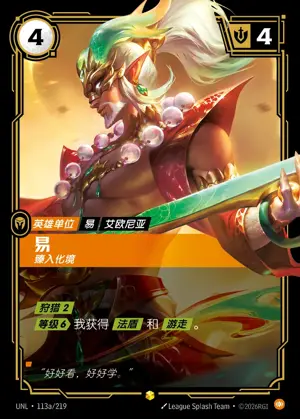 4
4
英雄单位 易 艾欧尼亚
易
臻入化境
狩猎 2
等级 6 我获得 法盾 和 游走 。
“好好看，好好学。”
UNL • 113a/219
League Splash Team • ©2026RGI